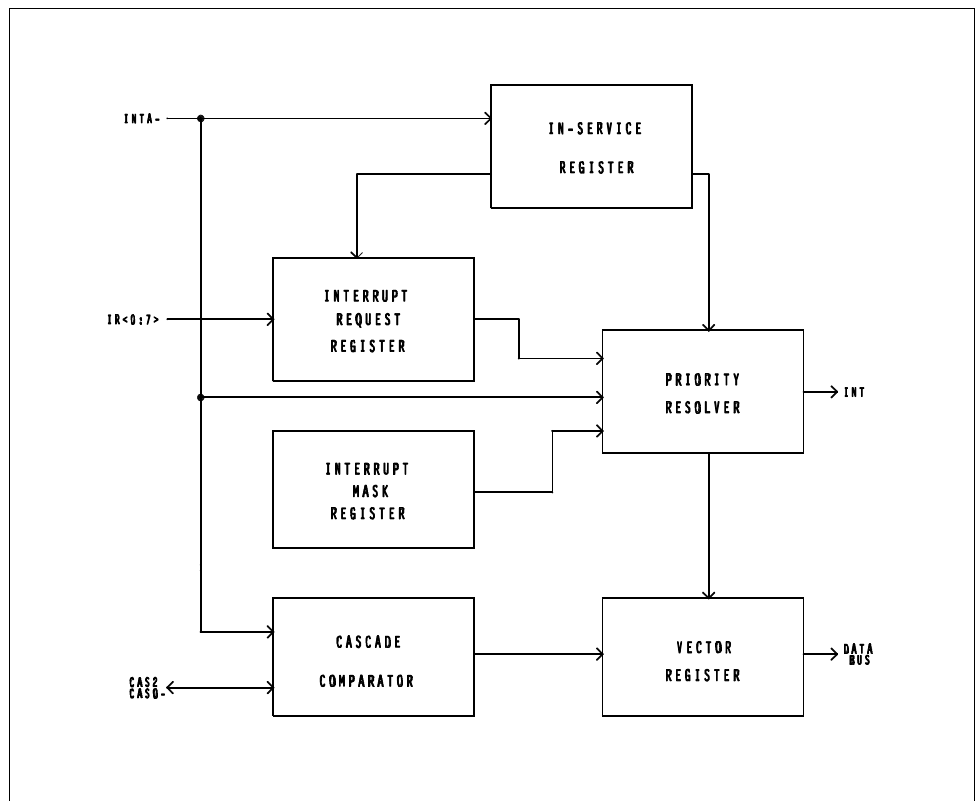 INTA-
IN-SERVICE
REGISTER
INTERRUPT
REQUEST
REGISTER
IR<0:7>
PRIORITY
RESOLVER
INT
INTERRUPT
MASK
REGISTER
CASCADE
COMPARATOR
VECTOR
REGISTER
DATA
BUS
CAS2
CAS0-